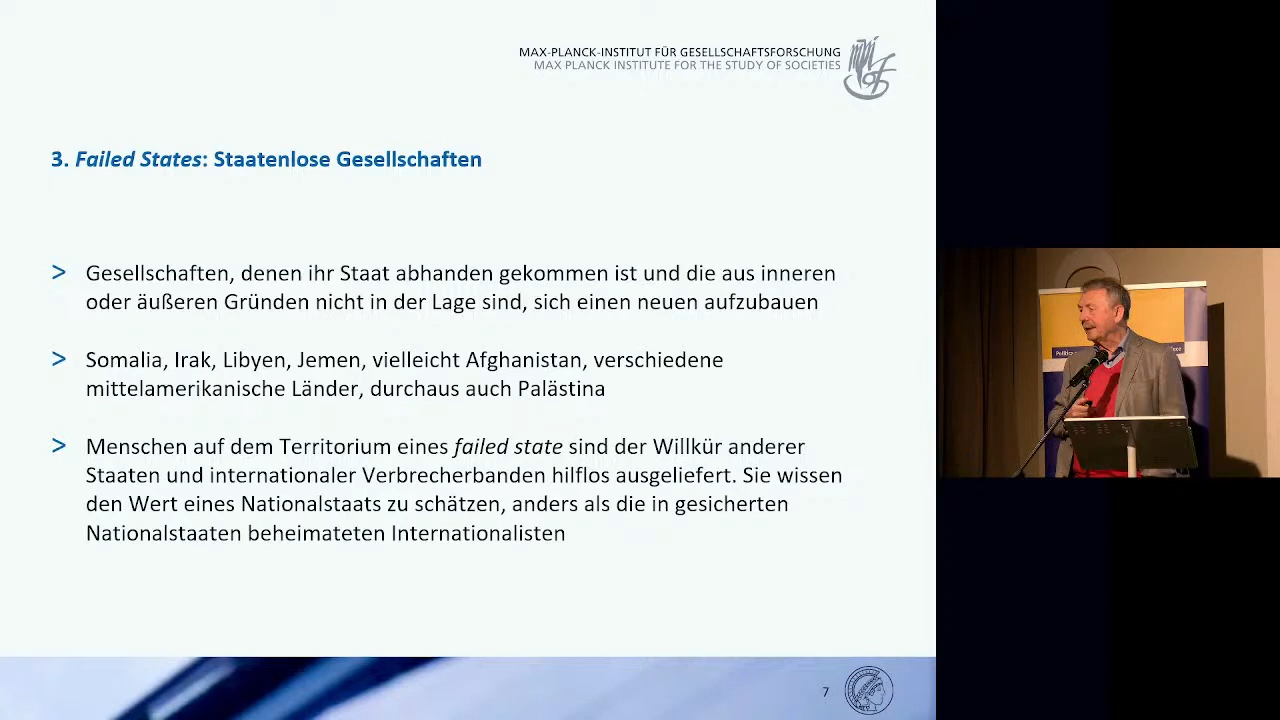 MAX-PLANCK-INSTITUT FÜR GESELLSCHAFTSFORSCHUNG
MAX PLANCK INSTITUTE FOR THE STUDY OF SOCIETIES
3. Failed States: Staatenlose Gesellschaften
> Gesellschaften, denen ihr Staat abhanden gekommen ist und die aus inneren
oder äußeren Gründen nicht in der Lage sind, sich einen neuen aufzubauen
> Somalia, Irak, Libyen, Jemen, vielleicht Afghanistan, verschiedene
mittelamerikanische Länder, durchaus auch Palästina
> Menschen auf dem Territorium eines failed state sind der Willkür anderer
Staaten und internationaler Verbrecherbanden hilflos ausgeliefert. Sie wissen
den Wert eines Nationalstaats zu schätzen, anders als die in gesicherten
Nationalstaaten beheimateten Internationalisten
7